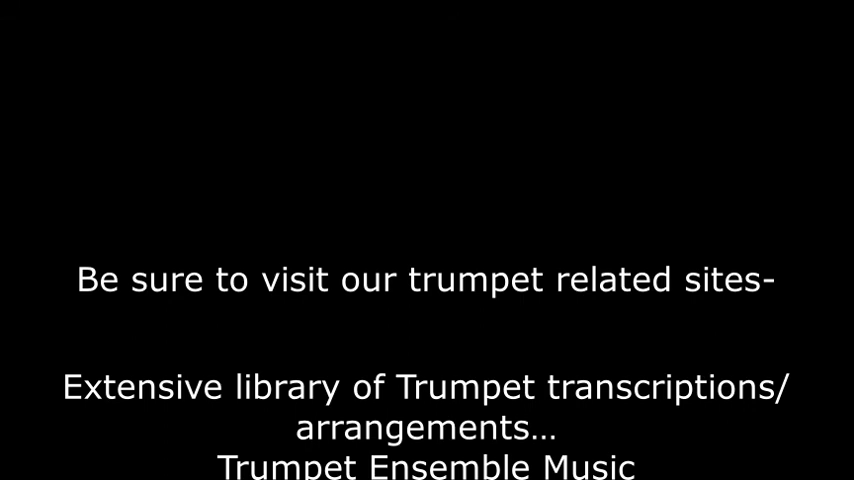 Be sure to visit our trumpet related sites-
Extensive library of Trumpet transcriptions/
arrangements…
Trumpet Ensemble Music